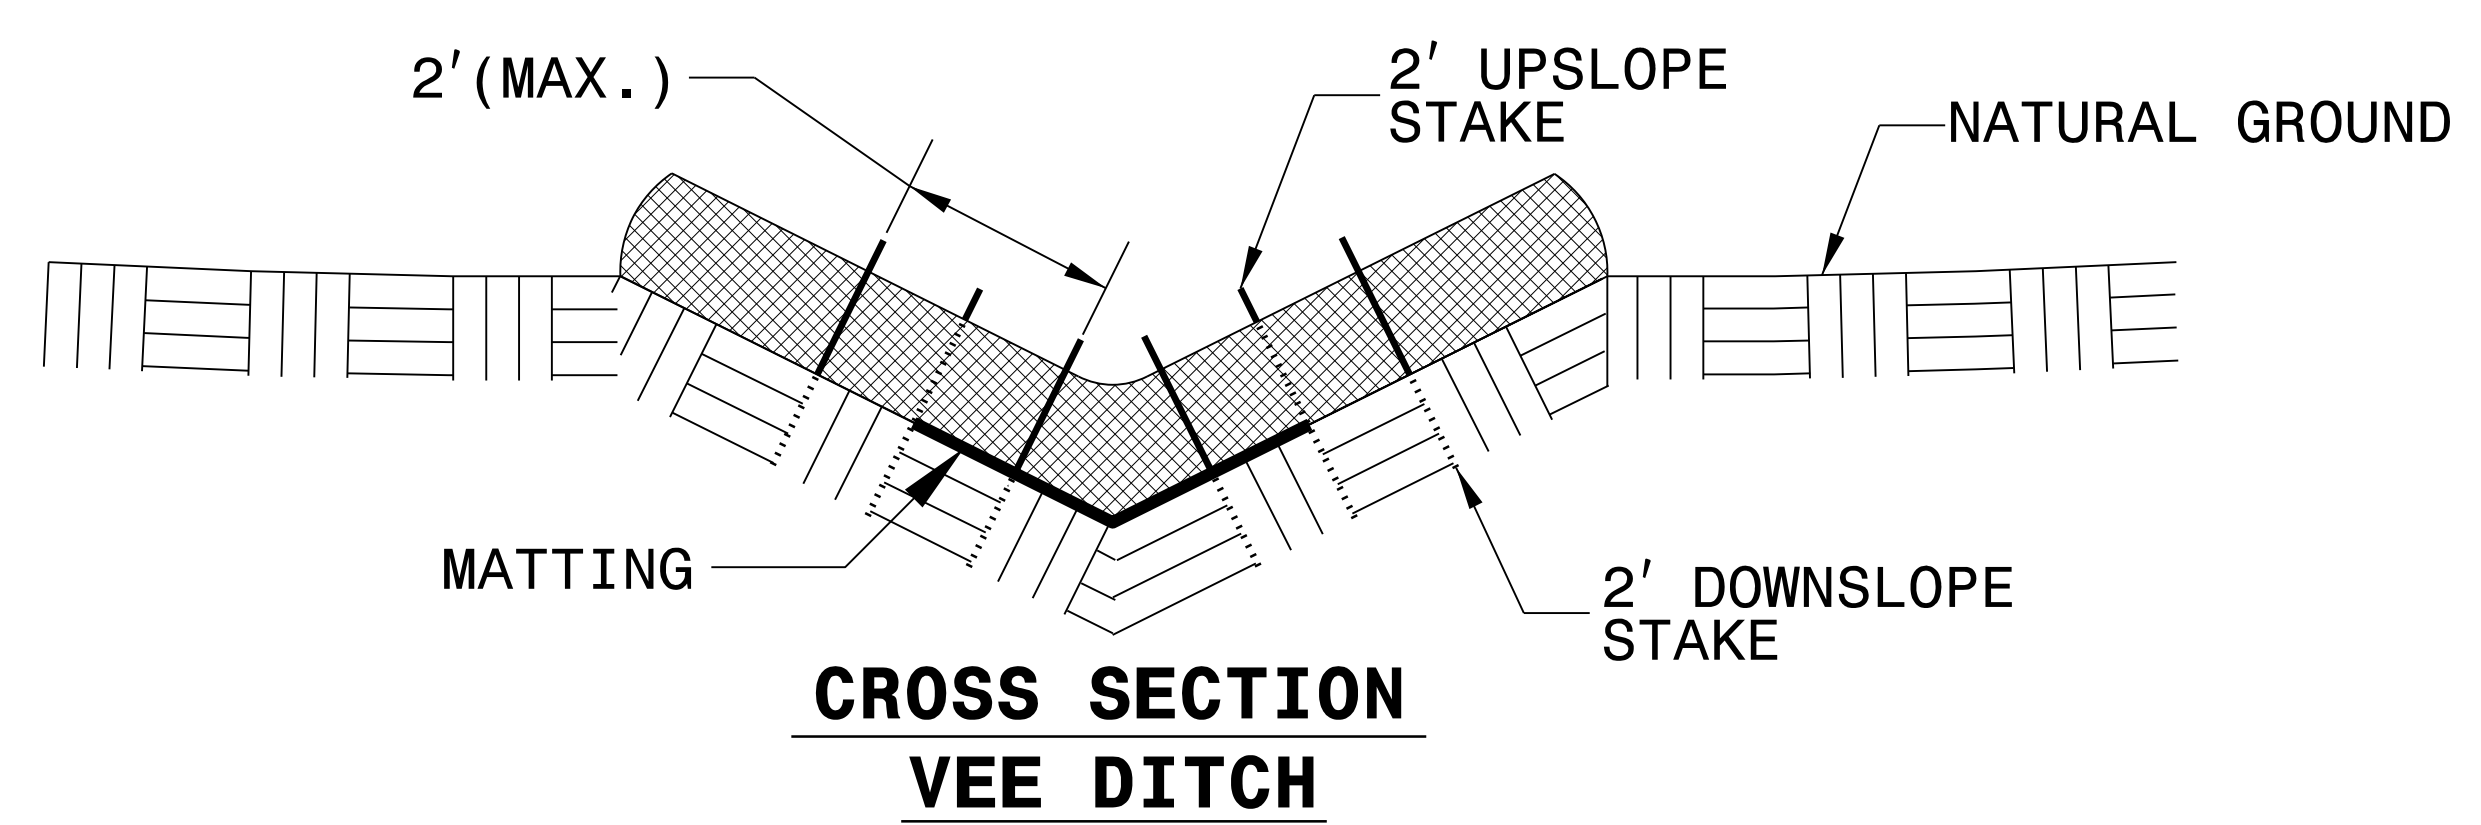 2'(MAX.)
2' UPSLOPE
STAKE
NATURAL GROUND
MATTING
2' DOWNSLOPE
STAKE
CROSS SECTION
VEE DITCH